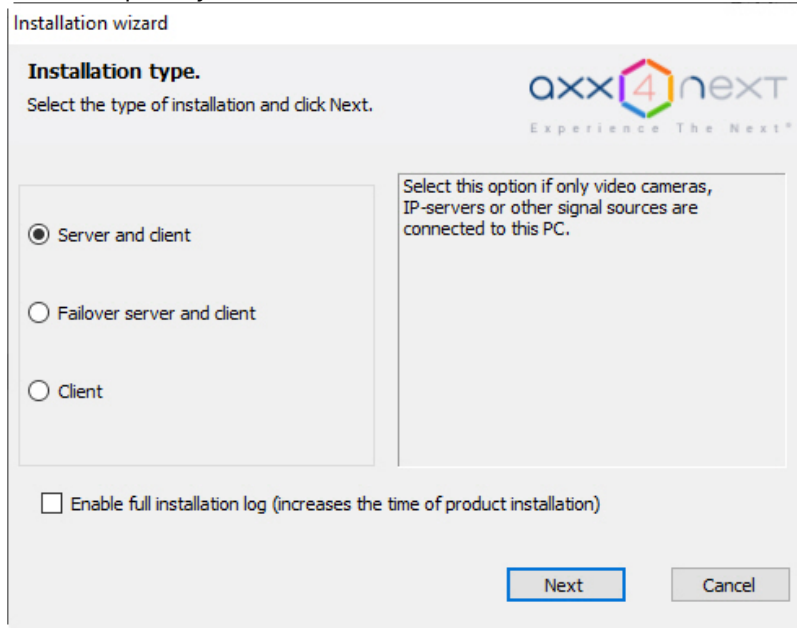 Installation wizard
Installation type.
Select the type of installation and click Next.
axx4next
Experience The Next®
Server and client
Failover server and client
Client
Select this option if only video cameras,
IP-servers or other signal sources are
connected to this PC.
Enable full installation log (increases the time of product installation)
Next
Cancel